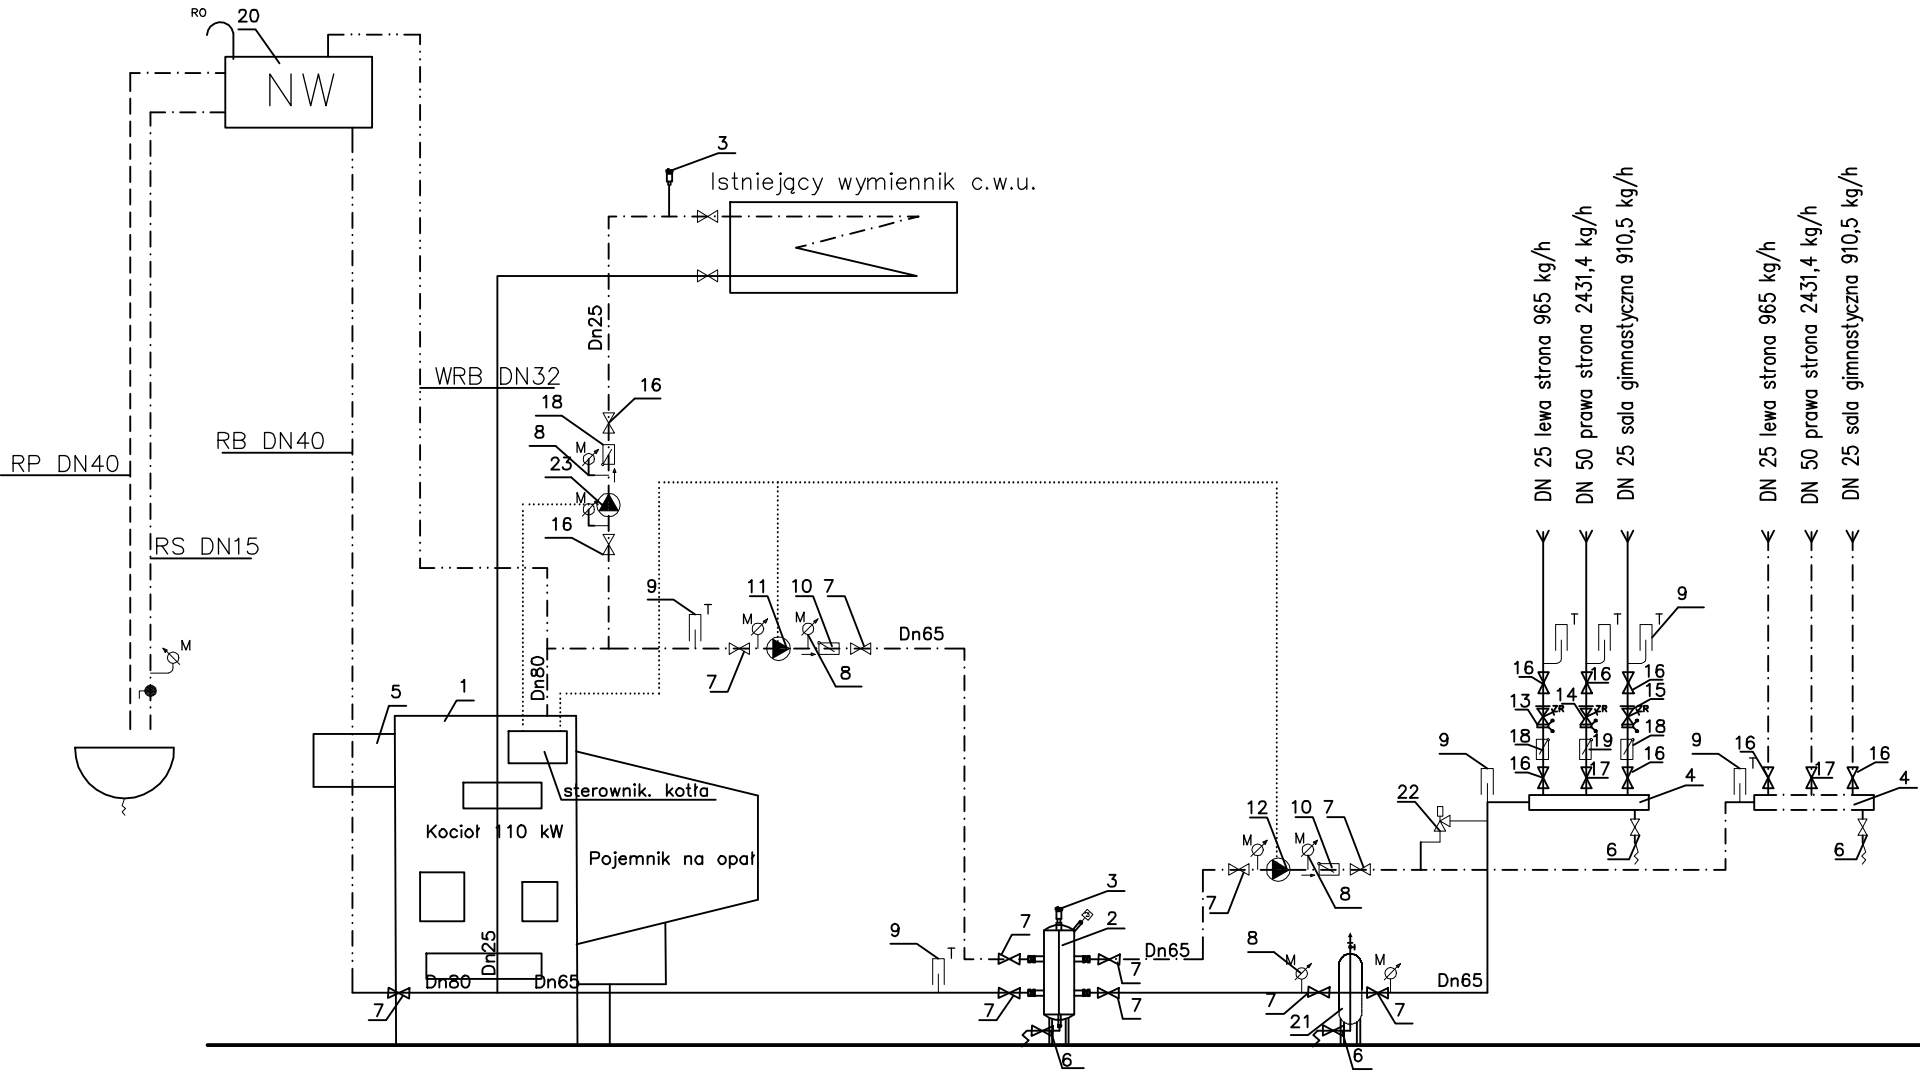 RO
20
NW
3
Istniejący wymiennik c.w.u.
Dn25
WRB DN32
16
18
8
M
RB DN40
23
RP DN40
M
16
RS DN15
M
9
T
11
10
7
M
M
Dn65
7
8
Dn80
5
1
sterownik. kotła
Kocioł 110 kW
Pojemnik na opał
Dn25
Dn80
Dn65
7
9
T
7
7
3
2
7
7
Dn65
7
6
12
10
7
M
M
7
8
22
8
M
M
7
21
7
6
Dn65
DN 25 lewa strona 965 kg/h
DN 50 prawa strona 2431,4 kg/h
DN 25 sala gimnastyczna 910,5 kg/h
DN 25 lewa strona 965 kg/h
DN 50 prawa strona 2431,4 kg/h
DN 25 sala gimnastyczna 910,5 kg/h
T
T
T
9
16
16
16
13
ZR
14
ZR
15
ZR
18
19
18
9
16
17
16
4
6
9
T
16
17
16
4
6